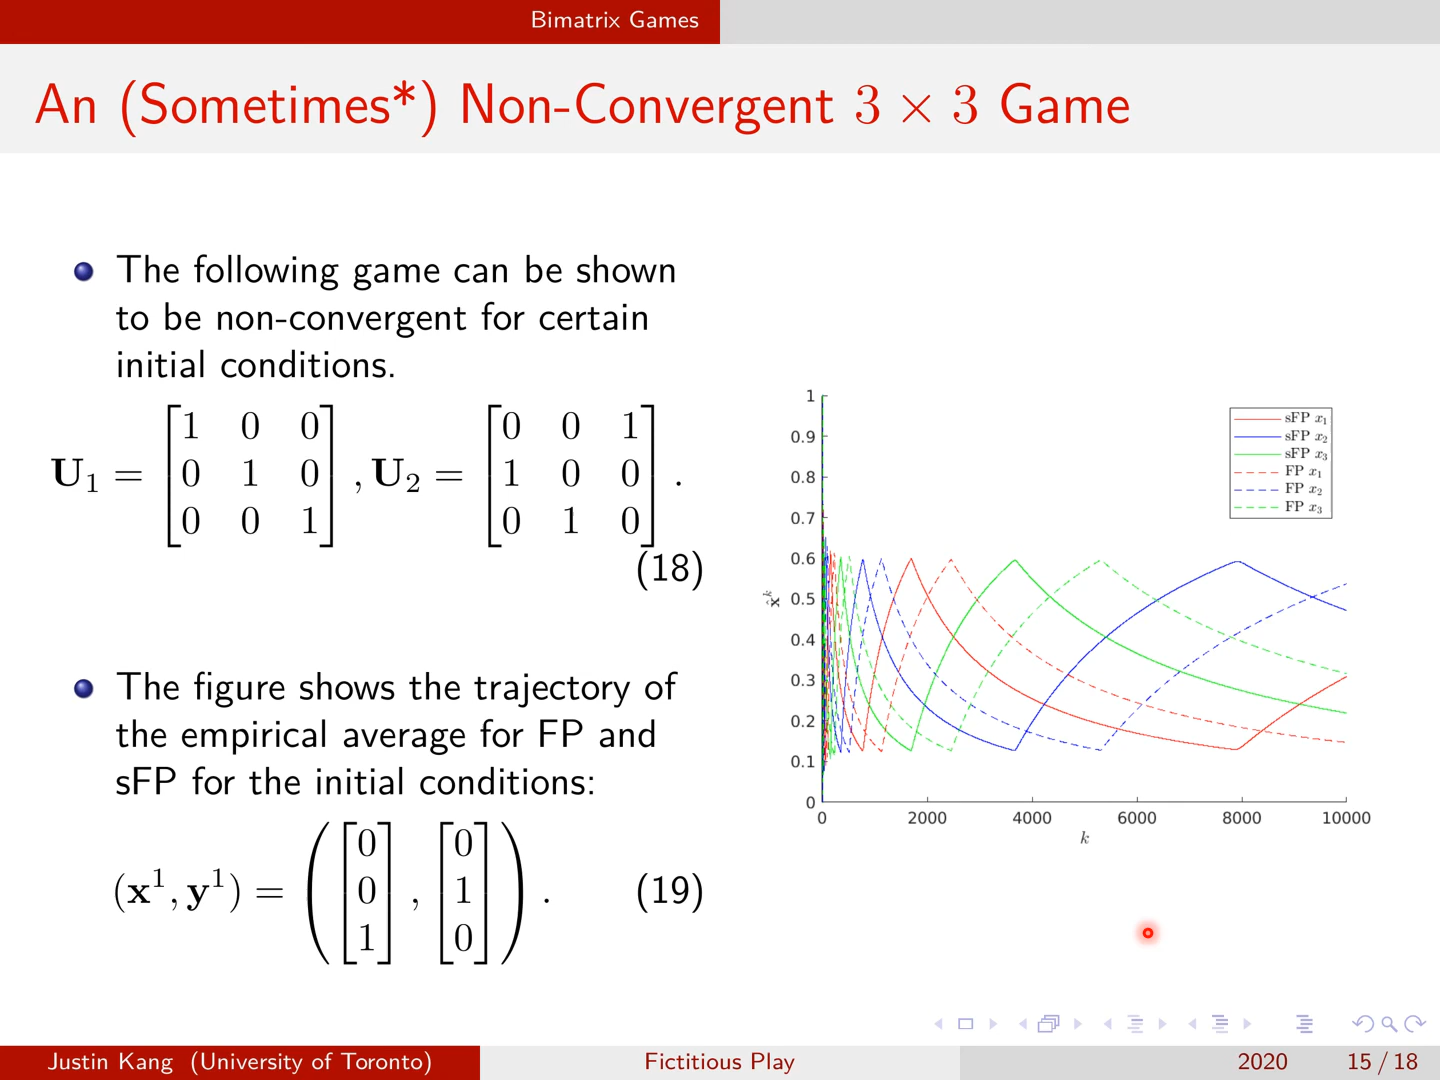 Bimatrix Games
An (Sometimes*) Non-Convergent 3 × 3 Game
The following game can be shown
to be non-convergent for certain
initial conditions.
U₁ = [1 0 0; 0 1 0; 0 0 1], U₂ = [0 0 1; 1 0 0; 0 1 0].
(18)
The figure shows the trajectory of
the empirical average for FP and
sFP for the initial conditions:
(x¹, y¹) = ([0; 0; 1], [0; 1; 0]). (19)
1
0.9
0.8
0.7
0.6
0.5
0.4
0.3
0.2
0.1
0
x̂ᵏ
0 2000 4000 6000 8000 10000
k
sFP x₁
sFP x₂
sFP x₃
FP x₁
FP x₂
FP x₃
Justin Kang (University of Toronto) Fictitious Play 2020 15 / 18